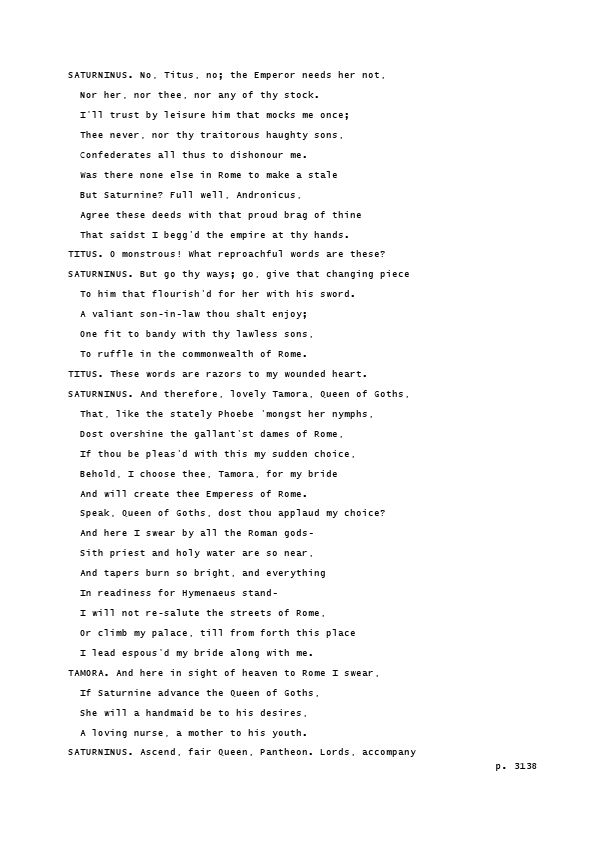 SATURNINUS. No, Titus, no; the Emperor needs her not,
Nor her, nor thee, nor any of thy stock.
I'll trust by leisure him that mocks me once;
Thee never, nor thy traitorous haughty sons,
Confederates all thus to dishonour me.
Was there none else in Rome to make a stale
But Saturnine? Full well, Andronicus,
Agree these deeds with that proud brag of thine
That saidst I begg'd the empire at thy hands.
TITUS. O monstrous! What reproachful words are these?
SATURNINUS. But go thy ways; go, give that changing piece
To him that flourish'd for her with his sword.
A valiant son-in-law thou shalt enjoy;
One fit to bandy with thy lawless sons,
To ruffle in the commonwealth of Rome.
TITUS. These words are razors to my wounded heart.
SATURNINUS. And therefore, lovely Tamora, Queen of Goths,
That, like the stately Phoebe 'mongst her nymphs,
Dost overshine the gallant'st dames of Rome,
If thou be pleas'd with this my sudden choice,
Behold, I choose thee, Tamora, for my bride
And will create thee Emperess of Rome.
Speak, Queen of Goths, dost thou applaud my choice?
And here I swear by all the Roman gods-
Sith priest and holy water are so near,
And tapers burn so bright, and everything
In readiness for Hymenaeus stand-
I will not re-salute the streets of Rome,
Or climb my palace, till from forth this place
I lead espous'd my bride along with me.
TAMORA. And here in sight of heaven to Rome I swear,
If Saturnine advance the Queen of Goths,
She will a handmaid be to his desires,
A loving nurse, a mother to his youth.
SATURNINUS. Ascend, fair Queen, Pantheon. Lords, accompany
p. 3138